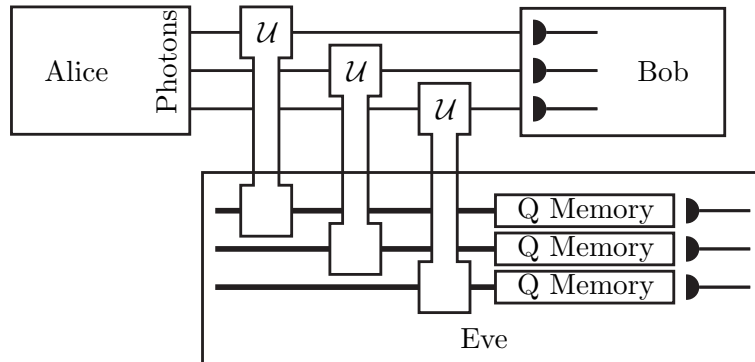 Alice
Photons
𝒰
𝒰
𝒰
Bob
Q Memory
Q Memory
Q Memory
Eve